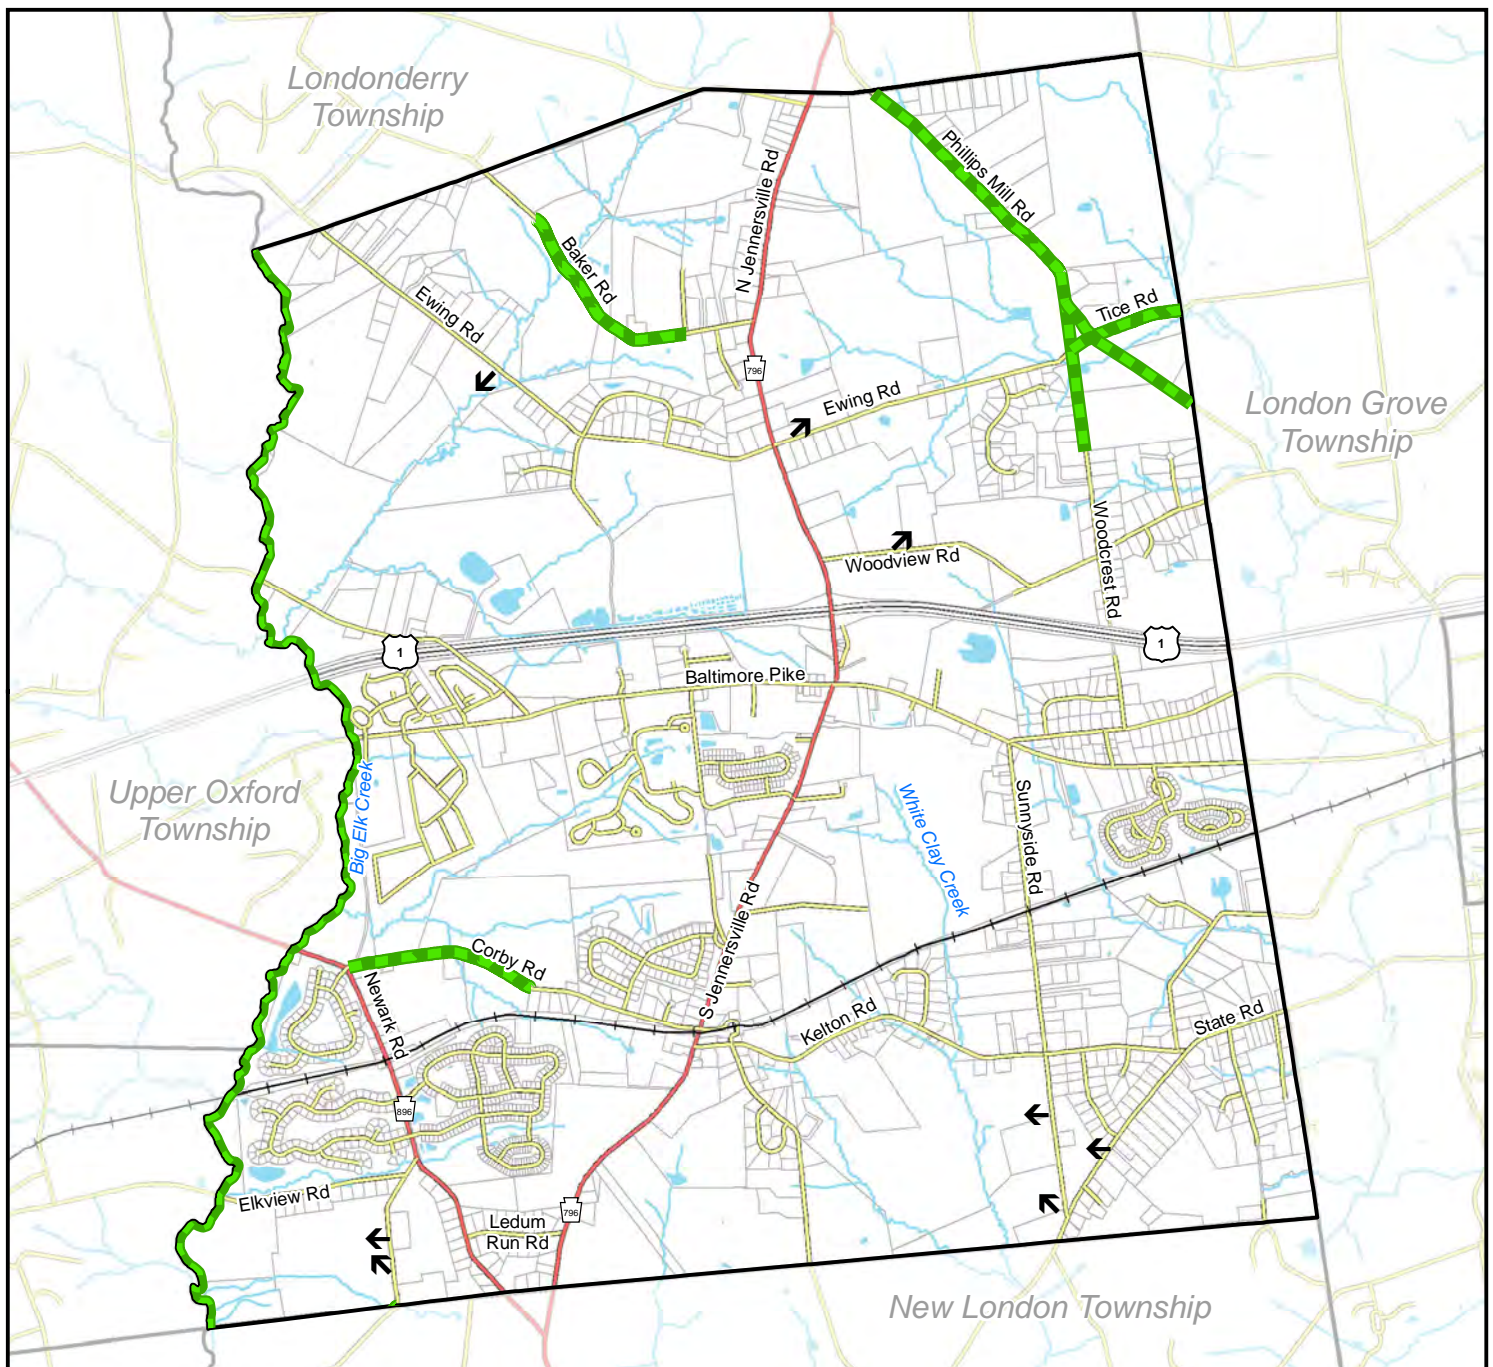 Londonderry
Township
Phillips Mill Rd
N Jennersville Rd
Baker Rd
Ewing Rd
Tice Rd
796
Ewing Rd
London Grove
Township
Woodcrest Rd
Woodview Rd
1
1
Baltimore Pike
Upper Oxford
Township
Big Elk Creek
White Clay Creek
Sunnyside Rd
S Jennersville Rd
Corby Rd
Newark Rd
Kelton Rd
State Rd
896
Elkview Rd
796
Ledum
Run Rd
New London Township